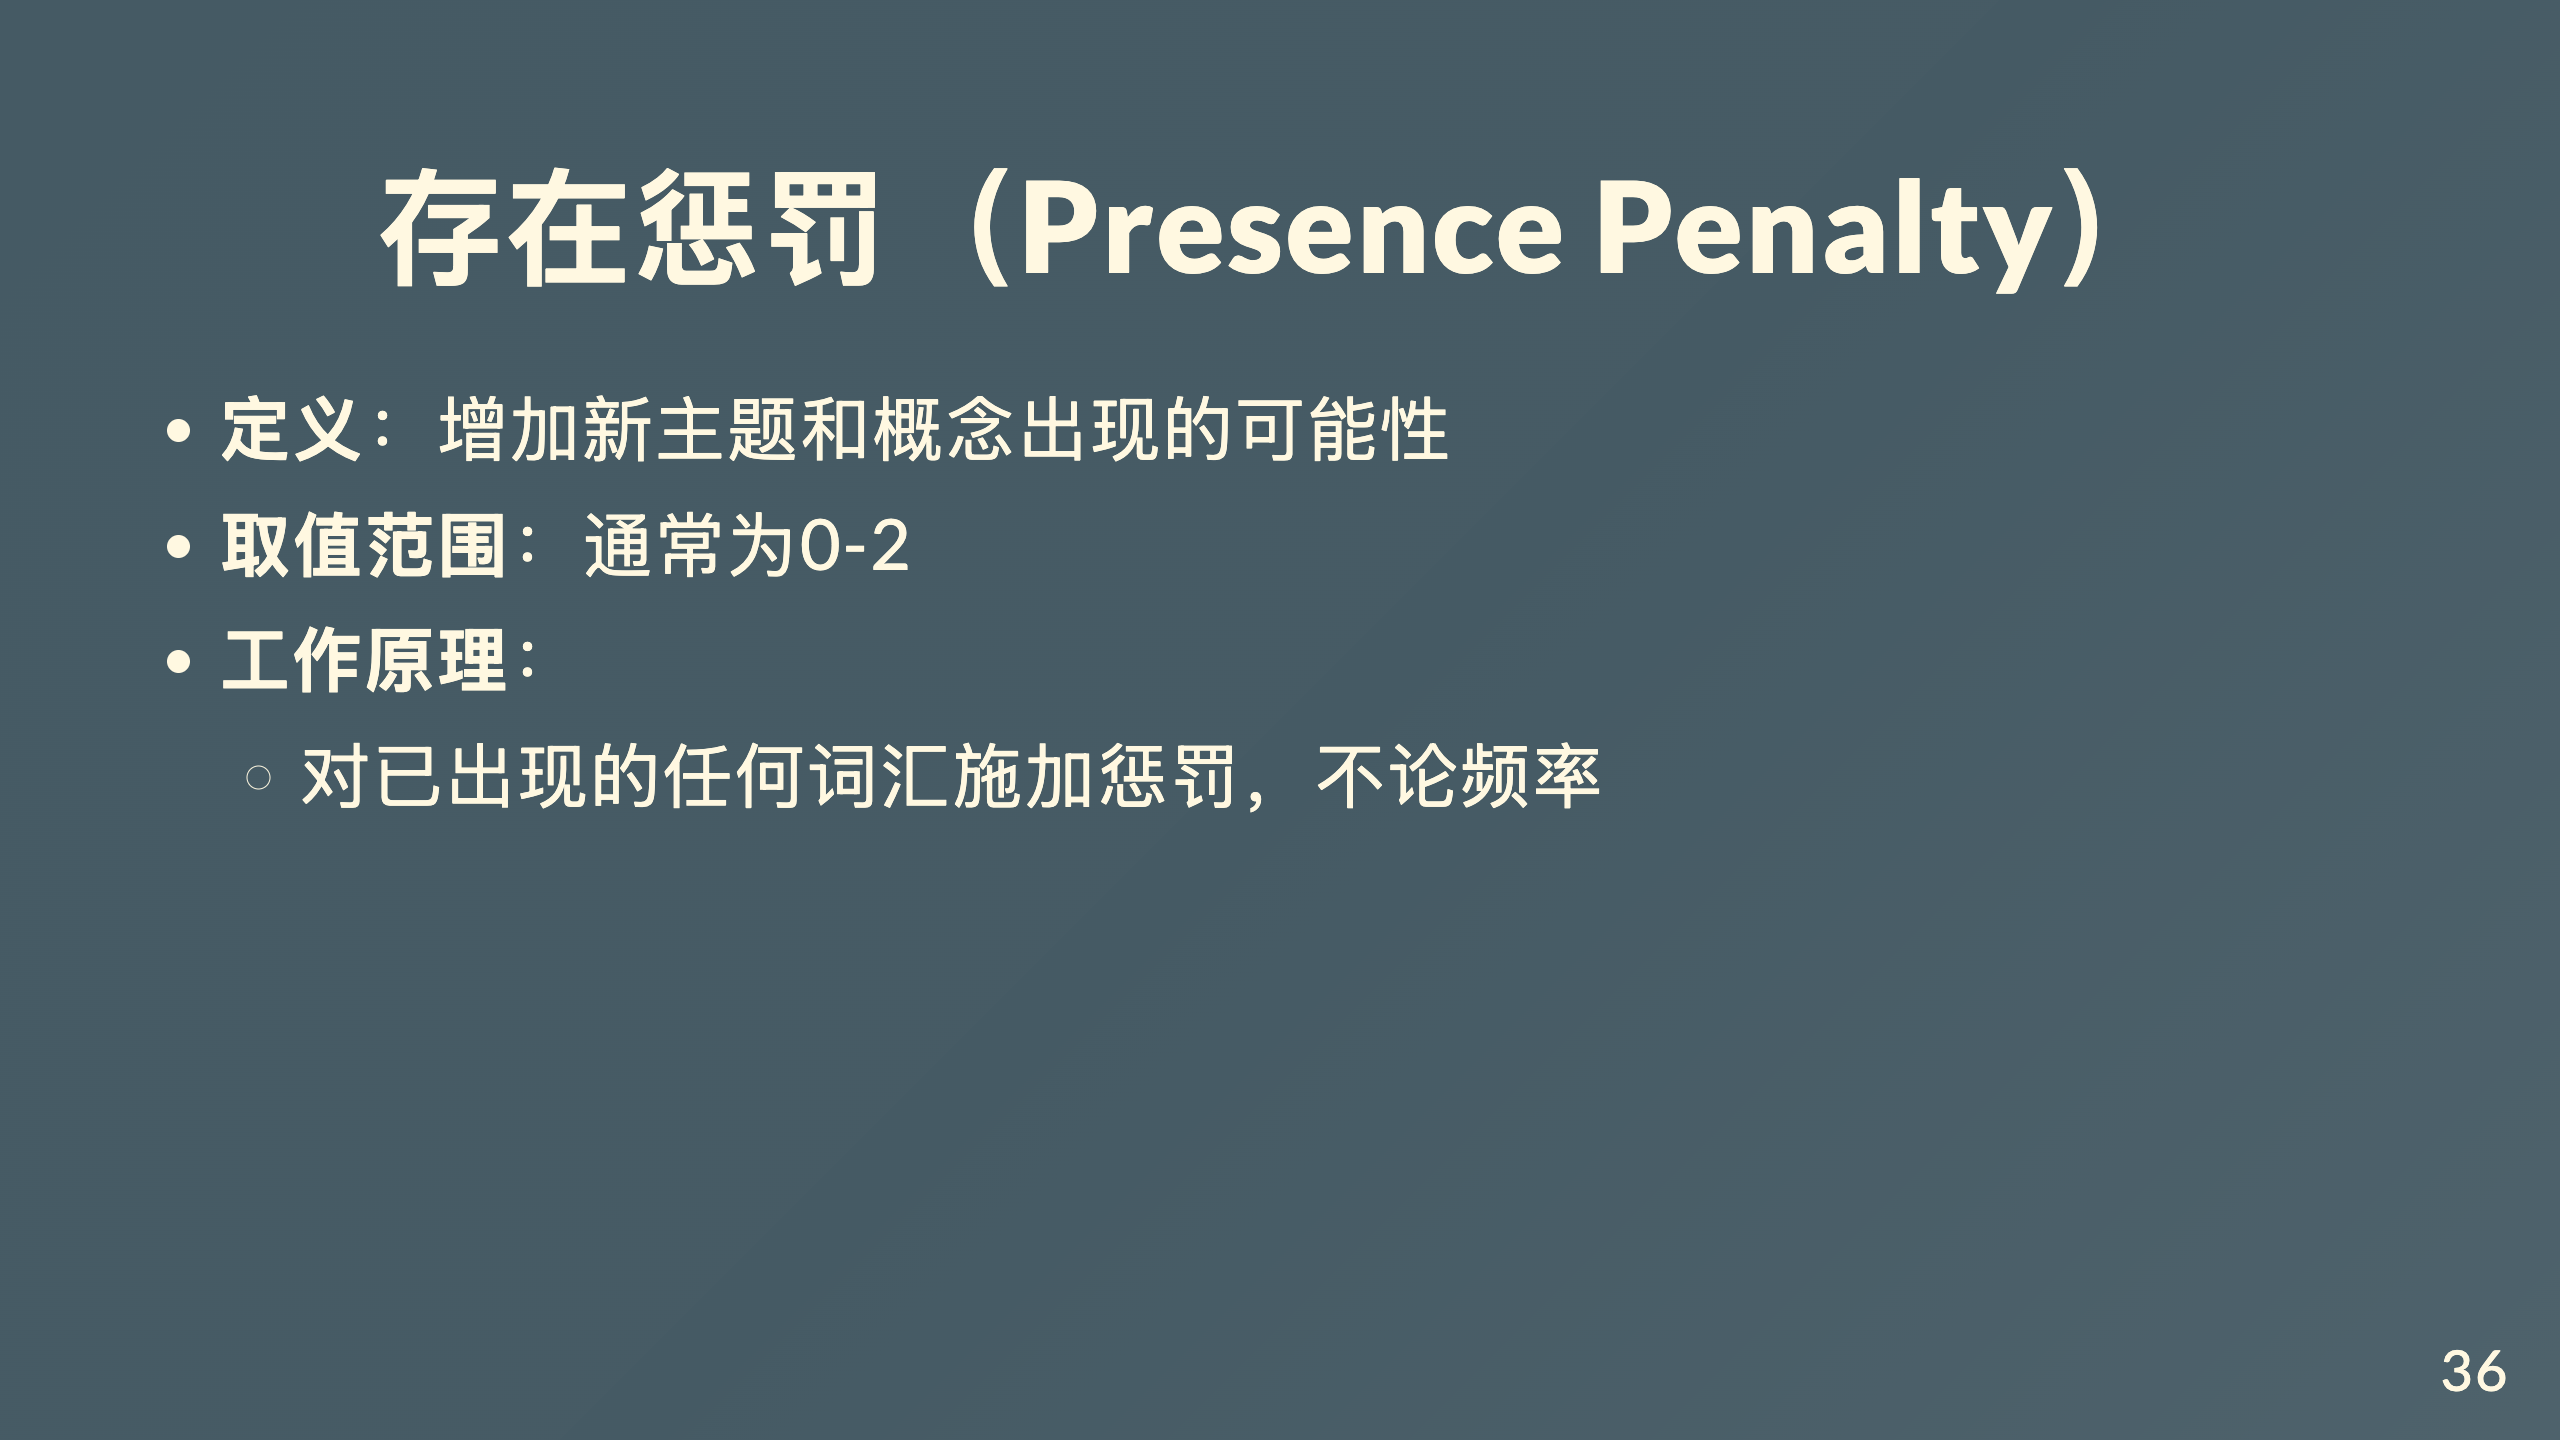 存在惩罚（Presence Penalty）
• 定义：增加新主题和概念出现的可能性
• 取值范围：通常为0-2
• 工作原理：
○ 对已出现的任何词汇施加惩罚，不论频率
36